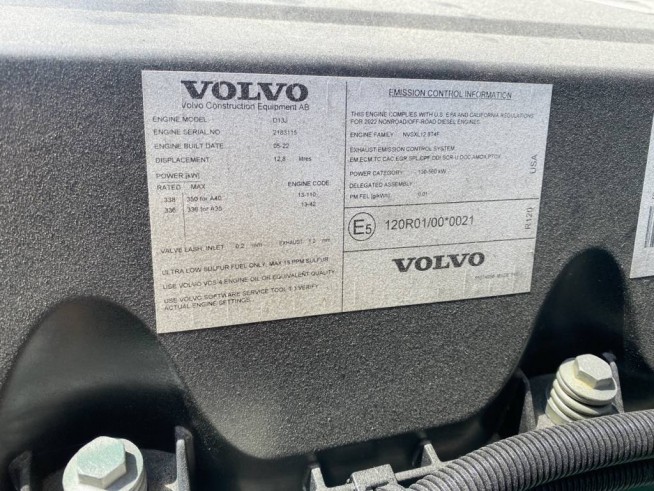 VOLVO
Volvo Construction Equipment AB
ENGINE MODEL D13J
ENGINE SERIAL NO
ENGINE BUILT DATE 05-22
DISPLACEMENT 12,8 litres
POWER [kW]
RATED MAX ENGINE CODE
338 350 for A40
336 336 for A35
VALVE LASH, INLET 0,2 mm EXHAUST mm
ULTRA LOW SULFUR FUEL ONLY, MAX 15 PPM SULFUR
USE VOLVO VDS-4 ENGINE OIL OR EQUIVALENT QUALITY
USE VOLVO SOFTWARE SERVICE TOOL VERIFY
ACTUAL ENGINE SETTINGS.
EMISSION CONTROL INFORMATION
THIS ENGINE COMPLIES WITH U.S. EPA AND CALIFORNIA REGULATIONS
FOR 2022 NONROAD/OFF-ROAD DIESEL ENGINES
ENGINE FAMILY :
EXHAUST EMISSION CONTROL SYSTEM
POWER CATEGORY :
DELEGATED ASSEMBLY :
PM FEL (g/kWh) : 0.01
E5 120R01/00*0021
VOLVO
USA
R120